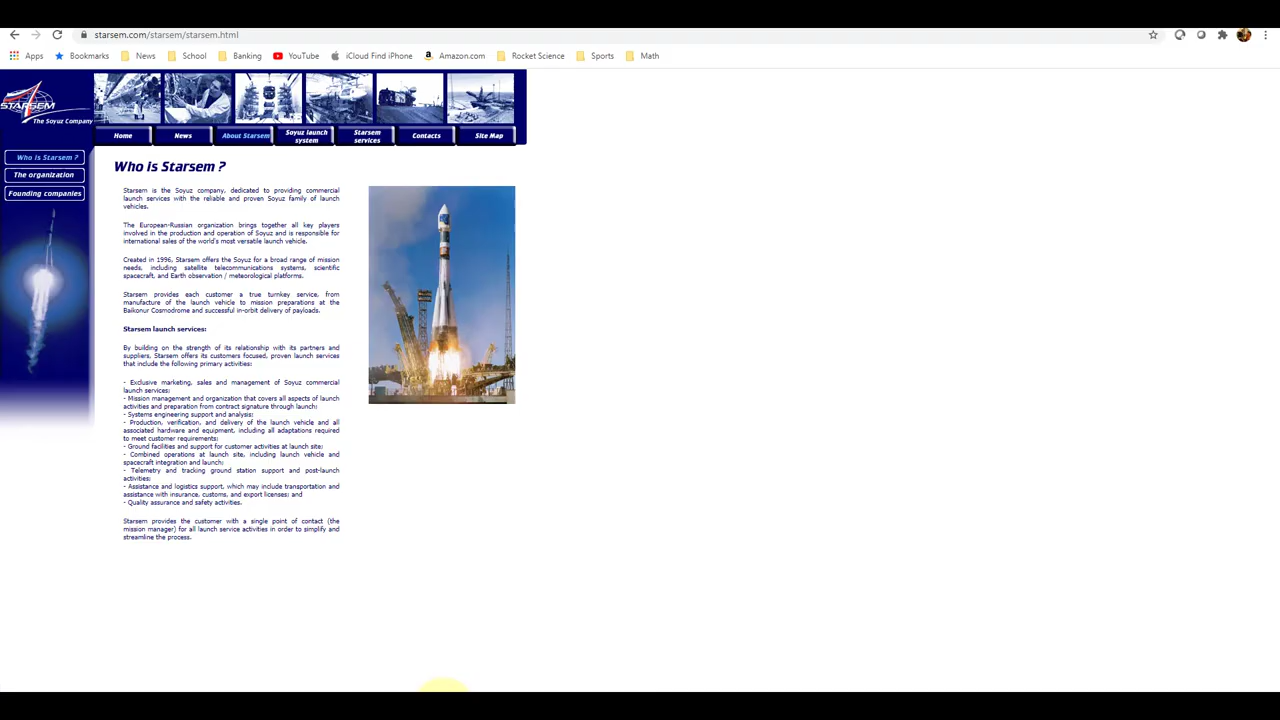 starsem.com/starsem/starsem.html
Apps Bookmarks News School Banking YouTube iCloud Find iPhone Amazon.com Rocket Science Sports Math
STARSEM
The Soyuz Company
Home News About Starsem Soyuz launch system Starsem services Contacts Site Map
Who is Starsem ?
The organization
Founding companies
Who is Starsem ?
Starsem is the Soyuz company, dedicated to providing commercial
launch services with the reliable and proven Soyuz family of launch
vehicles.
The European-Russian organization brings together all key players
involved in the production and operation of Soyuz and is responsible for
international sales of the world's most versatile launch vehicle.
Created in 1996, Starsem offers the Soyuz for a broad range of mission
needs, including satellite telecommunications systems, scientific
spacecraft, and Earth observation / meteorological platforms.
Starsem provides each customer a true turnkey service, from
manufacture of the launch vehicle to mission preparations at the
Baikonur Cosmodrome and successful in-orbit delivery of payloads.
Starsem launch services:
By building on the strength of its relationship with its partners and
suppliers, Starsem offers its customers focused, proven launch services
that include the following primary activities:
- Exclusive marketing, sales and management of Soyuz commercial
launch services;
- Mission management and organization that covers all aspects of launch
activities and preparation from contract signature through launch;
- Systems engineering support and analysis;
- Production, verification, and delivery of the launch vehicle and all
associated hardware and equipment, including all adaptations required
to meet customer requirements;
- Ground facilities and support for customer activities at launch site;
- Combined operations at launch site, including launch vehicle and
spacecraft integration and launch;
- Telemetry and tracking ground station support and post-launch
activities;
- Assistance and logistics support, which may include transportation and
assistance with insurance, customs, and export licenses; and
- Quality assurance and safety activities.
Starsem provides the customer with a single point of contact (the
mission manager) for all launch service activities in order to simplify and
streamline the process.